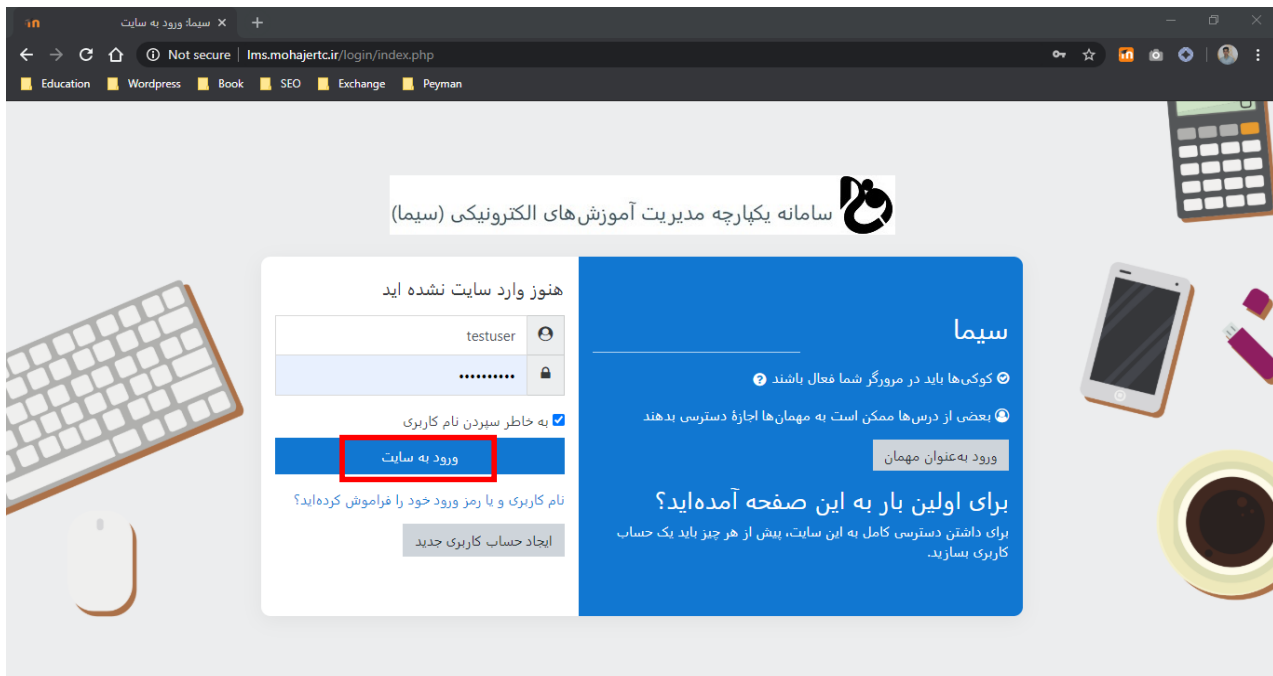 سیما: ورود به سایت
Not secure | lms.mohajertc.ir/login/index.php
Education Wordpress Book SEO Exchange Peyman
سامانه یکپارچه مدیریت آموزش‌های الکترونیکی (سیما)
سیما
کوکی‌ها باید در مرورگر شما فعال باشند
بعضی از درس‌ها ممکن است به مهمان‌ها اجازهٔ دسترسی بدهند
ورود به‌عنوان مهمان
برای اولین بار به این صفحه آمده‌اید؟
برای داشتن دسترسی کامل به این سایت، پیش از هر چیز باید یک حساب
کاربری بسازید.
هنوز وارد سایت نشده اید
testuser
••••••••••
به خاطر سپردن نام کاربری
ورود به سایت
نام کاربری و یا رمز ورود خود را فراموش کرده‌اید؟
ایجاد حساب کاربری جدید